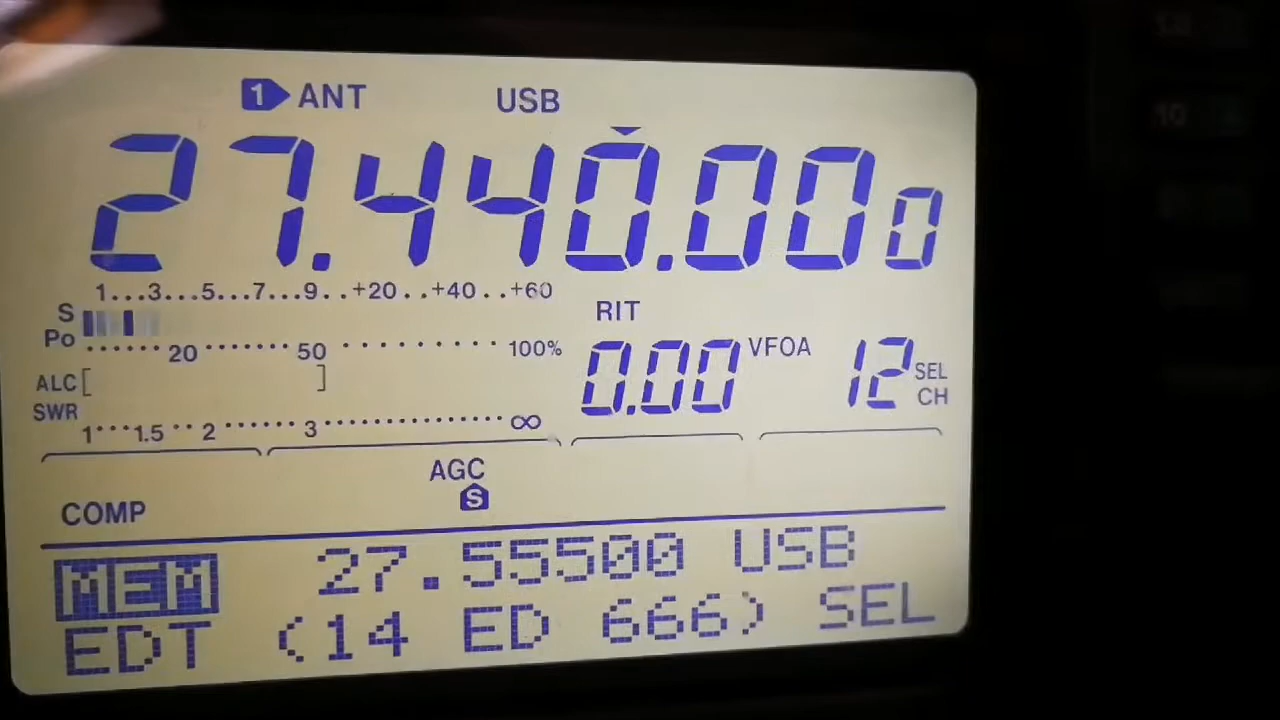 1 ANT USB
27.440.000
S 1...3...5...7...9..+20..+40..+60
Po ......20.......50..........100%
RIT
0.00 VFOA 12 SEL CH
ALC [ ]
SWR 1···1.5··2······3···············∞
AGC
S
COMP
MEM 27.55500 USB
EDT (14 ED 666) SEL